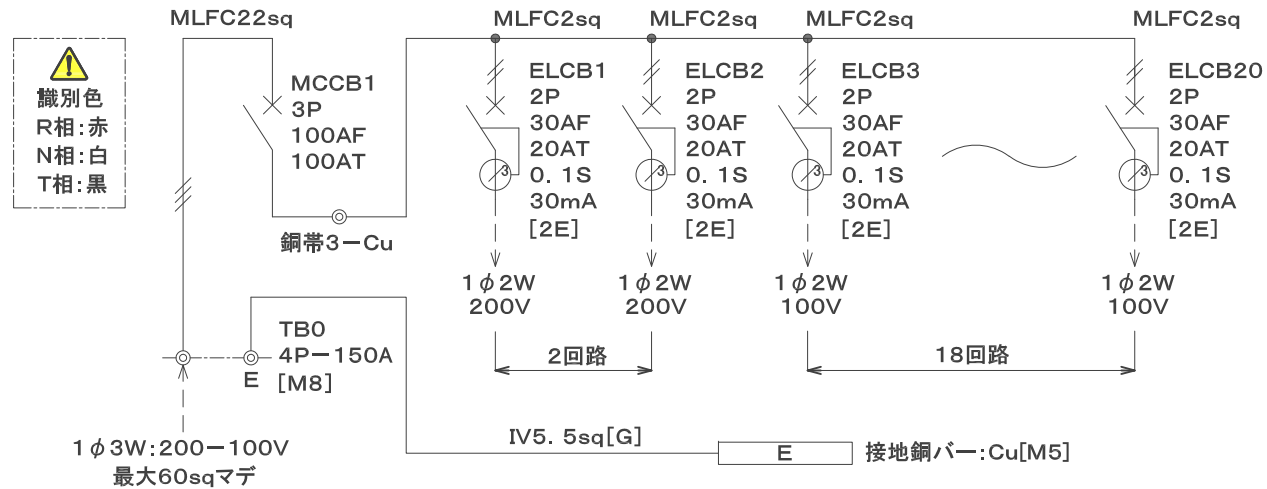 MLFC22sq
MLFC2sq
MLFC2sq
MLFC2sq
MLFC2sq
識別色
R相:赤
N相:白
T相:黒
MCCB1
3P
100AF
100AT
銅帯3-Cu
ELCB1
2P
30AF
20AT
0. 1S
30mA
[2E]
3
1φ2W
200V
ELCB2
2P
30AF
20AT
0. 1S
30mA
[2E]
3
1φ2W
200V
ELCB3
2P
30AF
20AT
0. 1S
30mA
[2E]
3
1φ2W
100V
ELCB20
2P
30AF
20AT
0. 1S
30mA
[2E]
3
1φ2W
100V
2回路
18回路
TB0
4P-150A
[M8]
E
1φ3W:200-100V
最大60sqマデ
IV5. 5sq[G]
E
接地銅バー:Cu[M5]